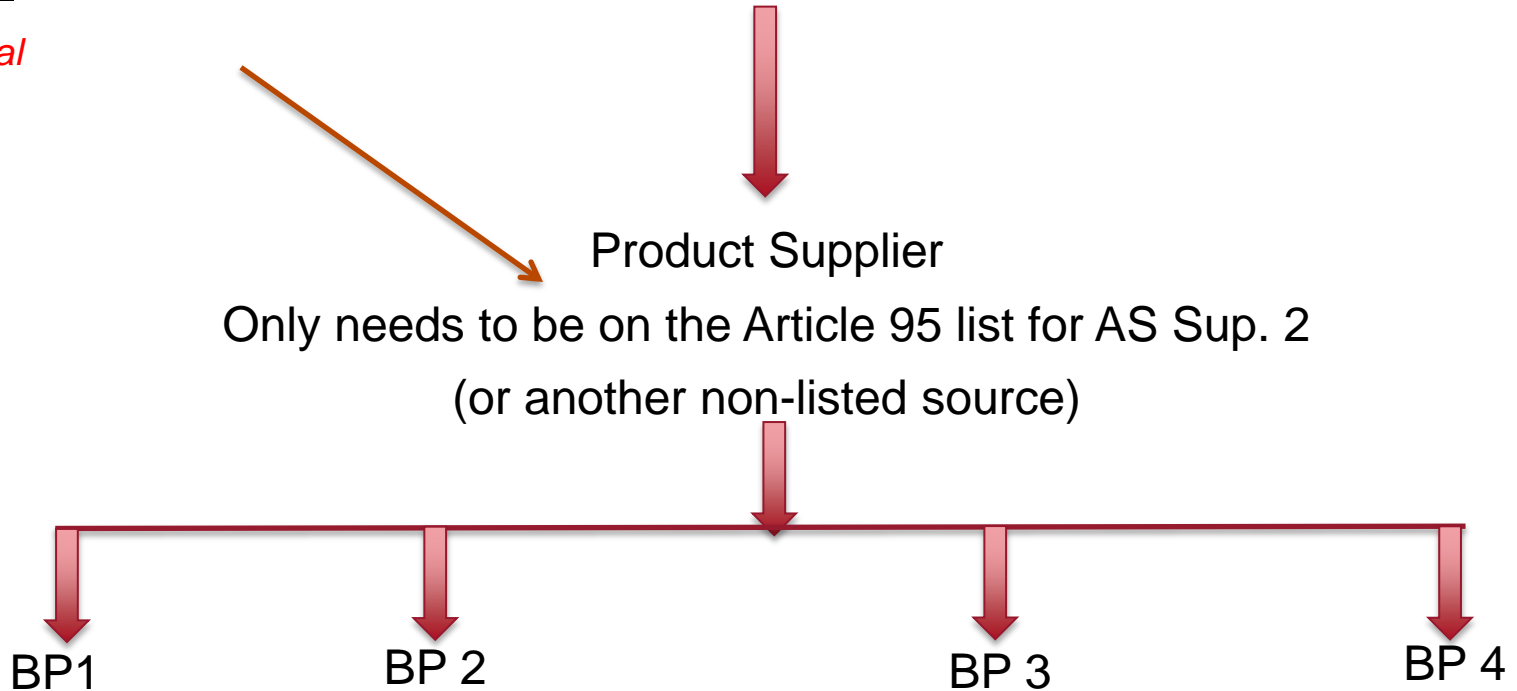 Product Supplier
Only needs to be on the Article 95 list for AS Sup. 2
(or another non-listed source)
BP1
BP 2
BP 3
BP 4